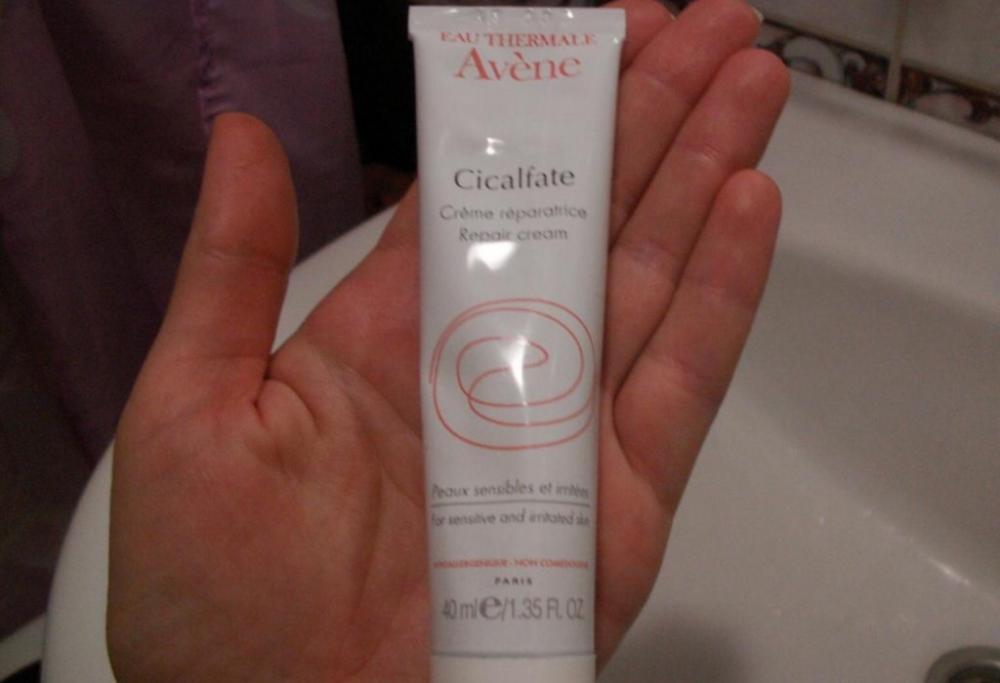 EAU THERMALE
Avène
Cicalfate
Crème réparatrice
Repair cream
Peaux sensibles et irritées
For sensitive and irritated skin
PARIS
40 ml e/1.35 FL. OZ.